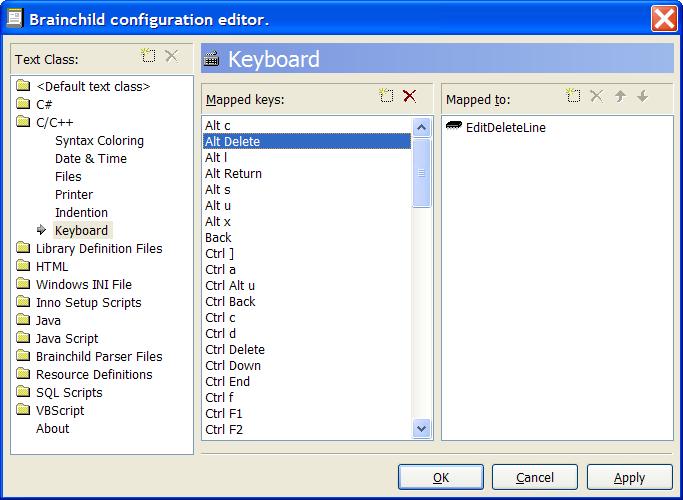 Brainchild configuration editor.
Text Class:
<Default text class>
C#
C/C++
Syntax Coloring
Date & Time
Files
Printer
Indention
Keyboard
Library Definition Files
HTML
Windows INI File
Inno Setup Scripts
Java
Java Script
Brainchild Parser Files
Resource Definitions
SQL Scripts
VBScript
About
Keyboard
Mapped keys:
Alt c
Alt Delete
Alt l
Alt Return
Alt s
Alt u
Alt x
Back
Ctrl ]
Ctrl a
Ctrl Alt u
Ctrl Back
Ctrl c
Ctrl d
Ctrl Delete
Ctrl Down
Ctrl End
Ctrl f
Ctrl F1
Ctrl F2
Mapped to:
EditDeleteLine
OK
Cancel
Apply